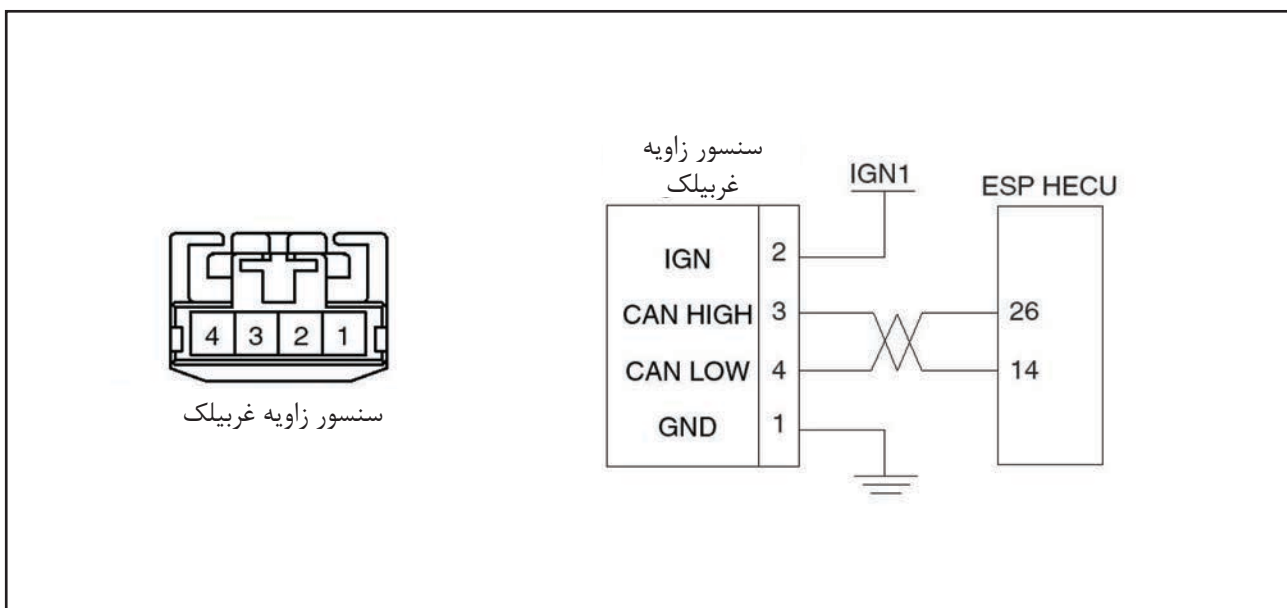 4 3 2 1
سنسور زاویه غربیلک
سنسور زاویه
غربیلک
IGN1
ESP HECU
IGN 2
CAN HIGH 3 26
CAN LOW 4 14
GND 1